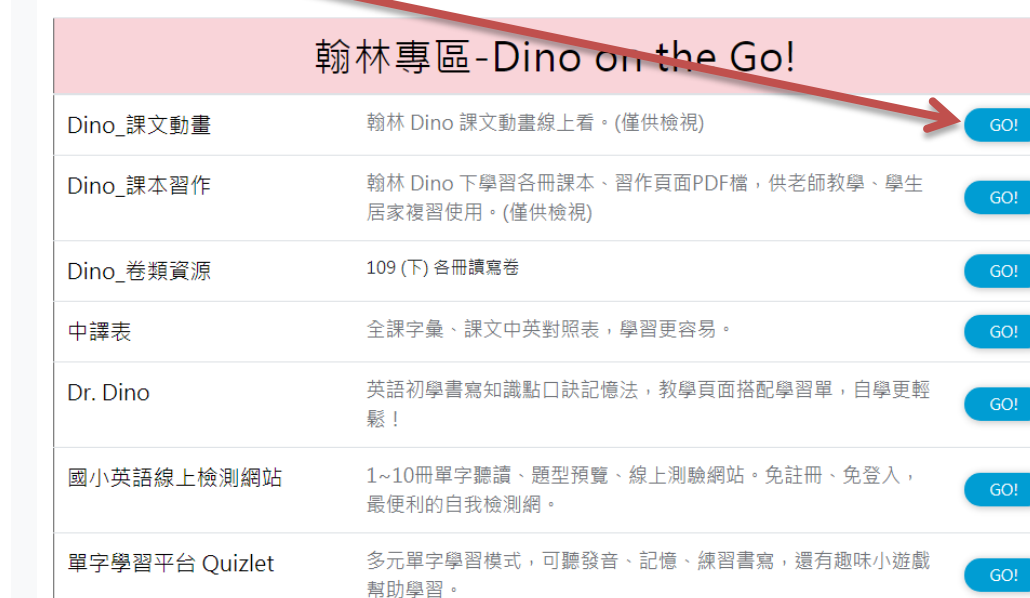 翰林專區-Dino on the Go!
Dino_課文動畫
翰林 Dino 課文動畫線上看。(僅供檢視)
GO!
Dino_課本習作
翰林 Dino 下學習各冊課本、習作頁面PDF檔，供老師教學、學生
居家複習使用。(僅供檢視)
GO!
Dino_卷類資源
109 (下) 各冊讀寫卷
GO!
中譯表
全課字彙、課文中英對照表，學習更容易。
GO!
Dr. Dino
英語初學書寫知識點口訣記憶法，教學頁面搭配學習單，自學更輕
鬆！
GO!
國小英語線上檢測網站
1~10冊單字聽讀、題型預覽、線上測驗網站。免註冊、免登入，
最便利的自我檢測網。
GO!
單字學習平台 Quizlet
多元單字學習模式，可聽發音、記憶、練習書寫，還有趣味小遊戲
幫助學習。
GO!